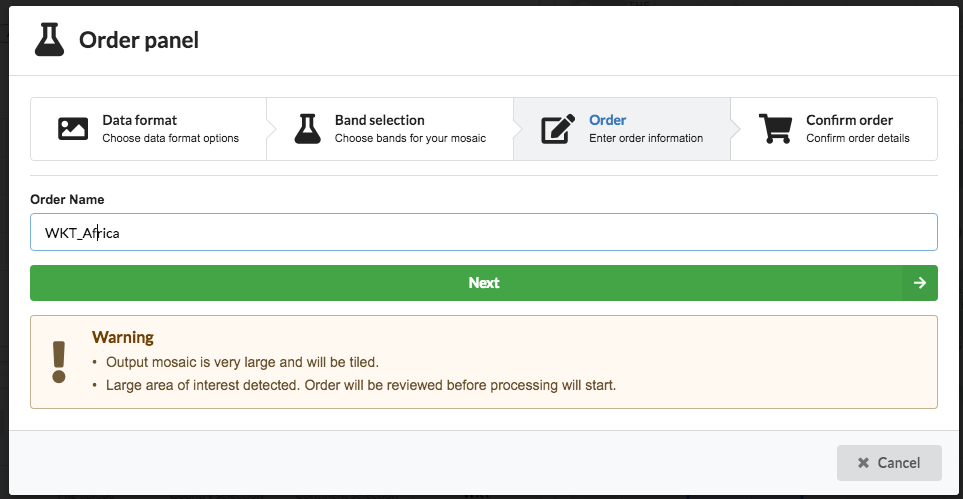 Order panel
Data format
Choose data format options
Band selection
Choose bands for your mosaic
Order
Enter order information
Confirm order
Confirm order details
Order Name
WKT_Africa
Next
Warning
• Output mosaic is very large and will be tiled.
• Large area of interest detected. Order will be reviewed before processing will start.
✖ Cancel